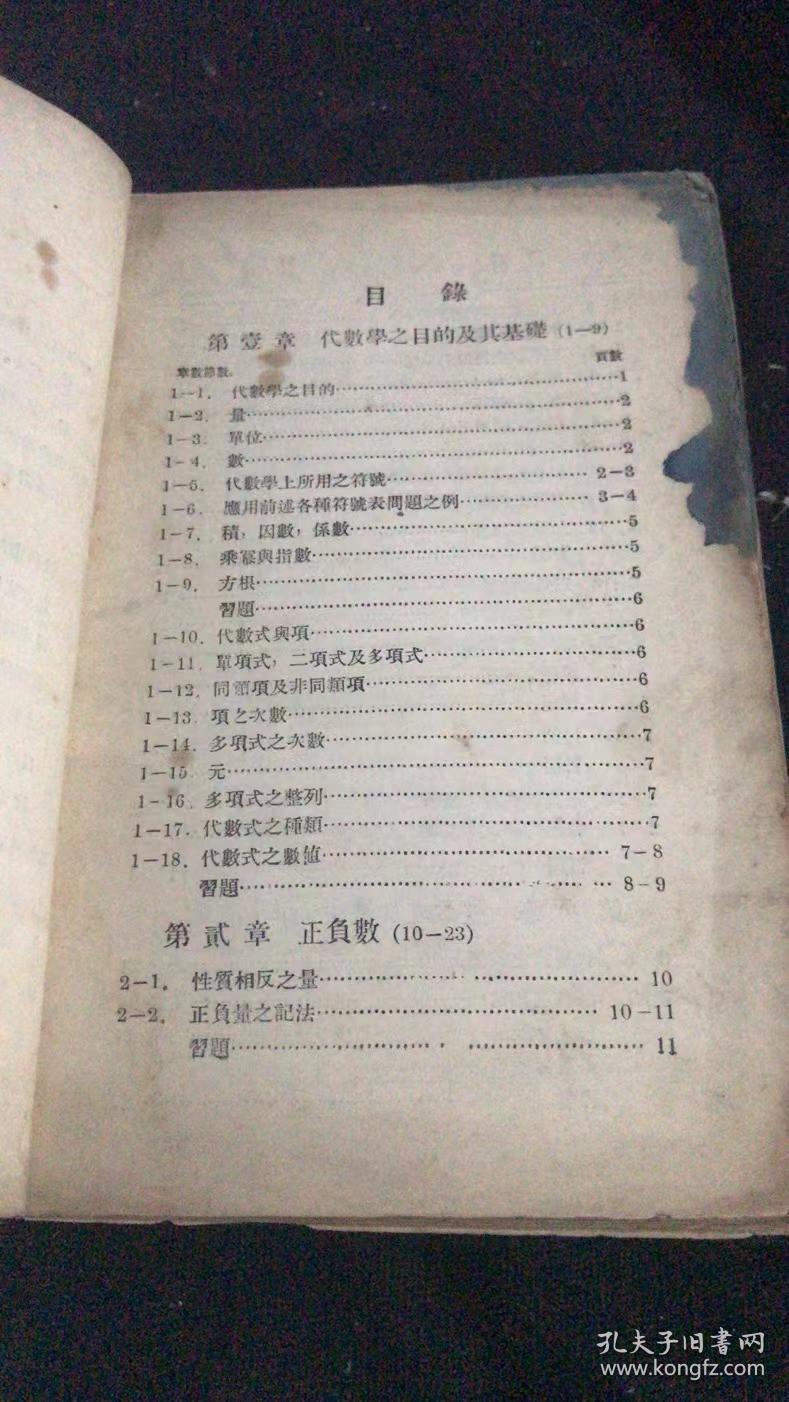 目　錄
第壹章　代數學之目的及其基礎 (1—9)
章數節數.　頁數
1—1. 代數學之目的………………1
1—2. 量………………2
1—3. 單位………………2
1—4. 數………………2
1—5. 代數學上所用之符號………………2—3
1—6. 應用前述各種符號表問題之例………………3—4
1—7. 積，因數，係數………………5
1—8. 乘冪與指數………………5
1—9. 方根………………5
習題………………6
1—10. 代數式與項………………6
1—11. 單項式，二項式及多項式………………6
1—12. 同類項及非同類項………………6
1—13. 項之次數………………6
1—14. 多項式之次數………………7
1—15. 元………………7
1—16. 多項式之整列………………7
1—17. 代數式之種類………………7
1—18. 代數式之數值………………7—8
習題………………8—9
第貳章　正負數 (10—23)
2—1. 性質相反之量………………10
2—2. 正負量之記法………………10—11
習題………………11
孔夫子旧书网
www.kongfz.com